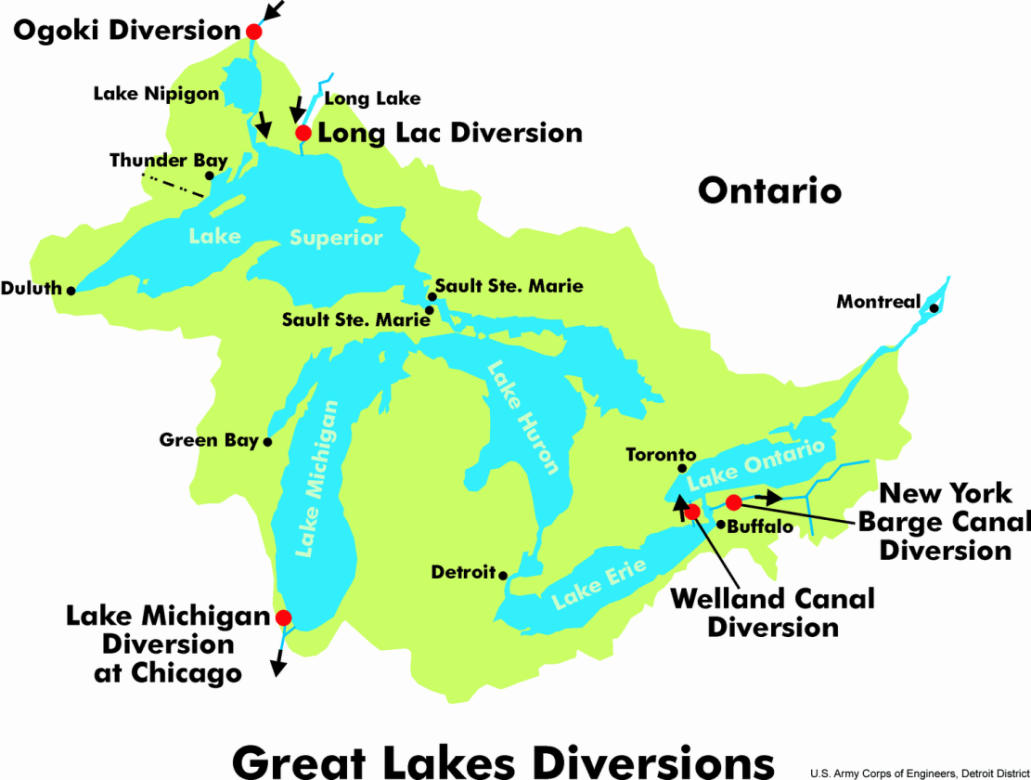 Ogoki Diversion
Lake Nipigon
Long Lake
Long Lac Diversion
Thunder Bay
Ontario
Lake Superior
Duluth
Sault Ste. Marie
Sault Ste. Marie
Montreal
Lake Huron
Lake Michigan
Green Bay
Toronto
Lake Ontario
New York
Barge Canal
Diversion
Buffalo
Detroit
Lake Erie
Welland Canal
Diversion
Lake Michigan
Diversion
at Chicago
Great Lakes Diversions
U.S. Army Corps of Engineers, Detroit District